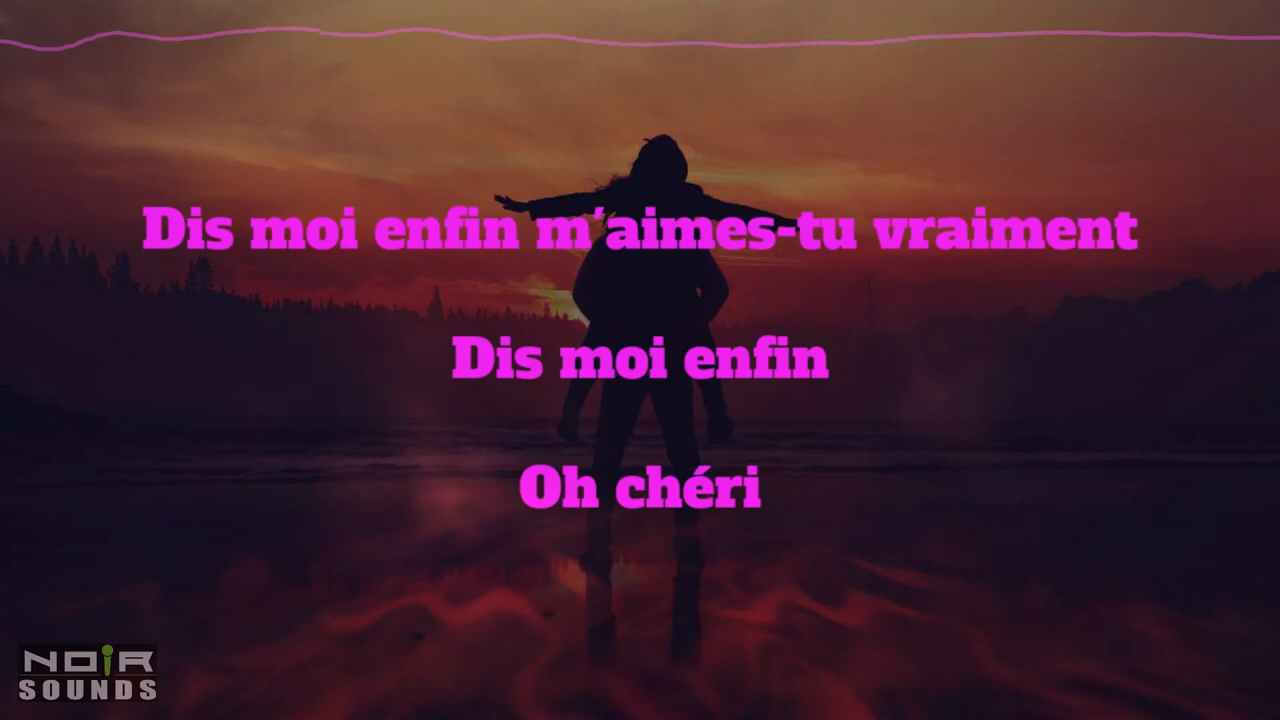 Dis moi enfin m'aimes-tu vraiment
Dis moi enfin
Oh chéri
NOIR
SOUNDS